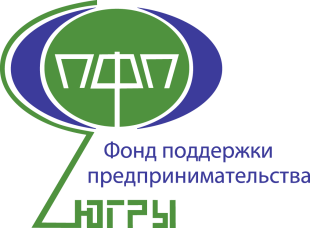 ПФП
Фонд поддержки
предпринимательства
ЮГРЫ